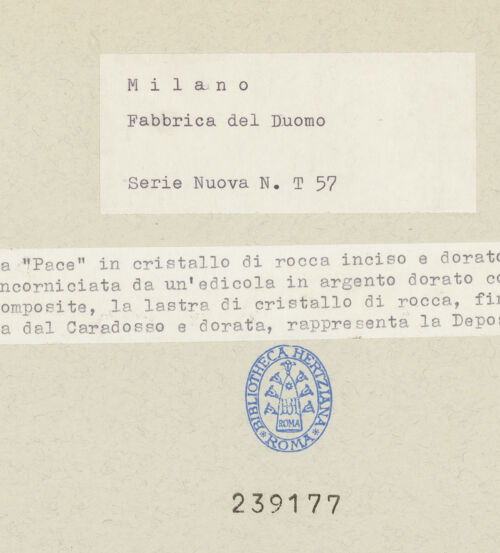 Milano
Fabbrica del Duomo
Serie Nuova N. T 57
a "Pace" in cristallo di rocca inciso e dorato
ncorniciata da un'edicola in argento dorato co
omposite, la lastra di cristallo di rocca, fir
a dal Caradosso e dorata, rappresenta la Depos
BIBLIOTHECA HERTZIANA
ROMA
ROMA
239177